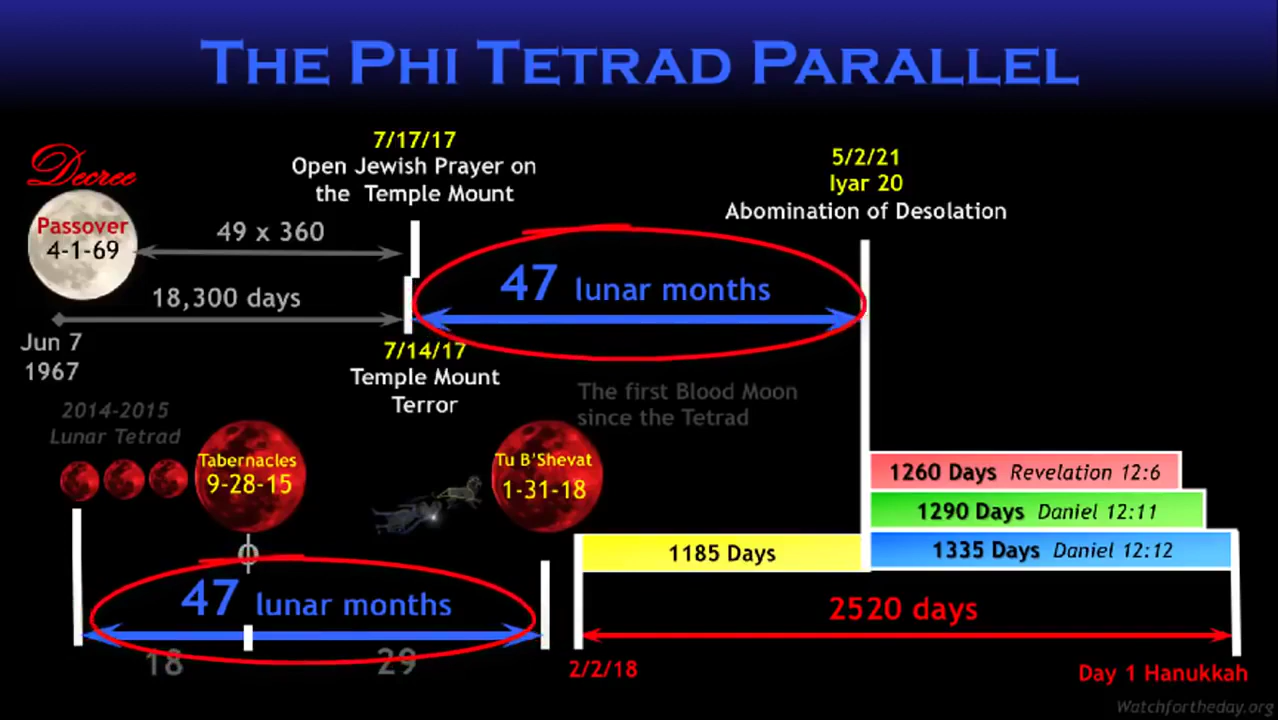 THE PHI TETRAD PARALLEL
7/17/17
Open Jewish Prayer on
the Temple Mount
5/2/21
Iyar 20
Abomination of Desolation
Decree
Passover
4-1-69
49 x 360
47 lunar months
18,300 days
Jun 7
1967
7/14/17
Temple Mount
Terror
The first Blood Moon
since the Tetrad
2014-2015
Lunar Tetrad
Tabernacles
9-28-15
Tu B'Shevat
1-31-18
1260 Days Revelation 12:6
1290 Days Daniel 12:11
1335 Days Daniel 12:12
1185 Days
ϕ
47 lunar months
18
29
2520 days
2/2/18
Day 1 Hanukkah
Watchfortheday.org